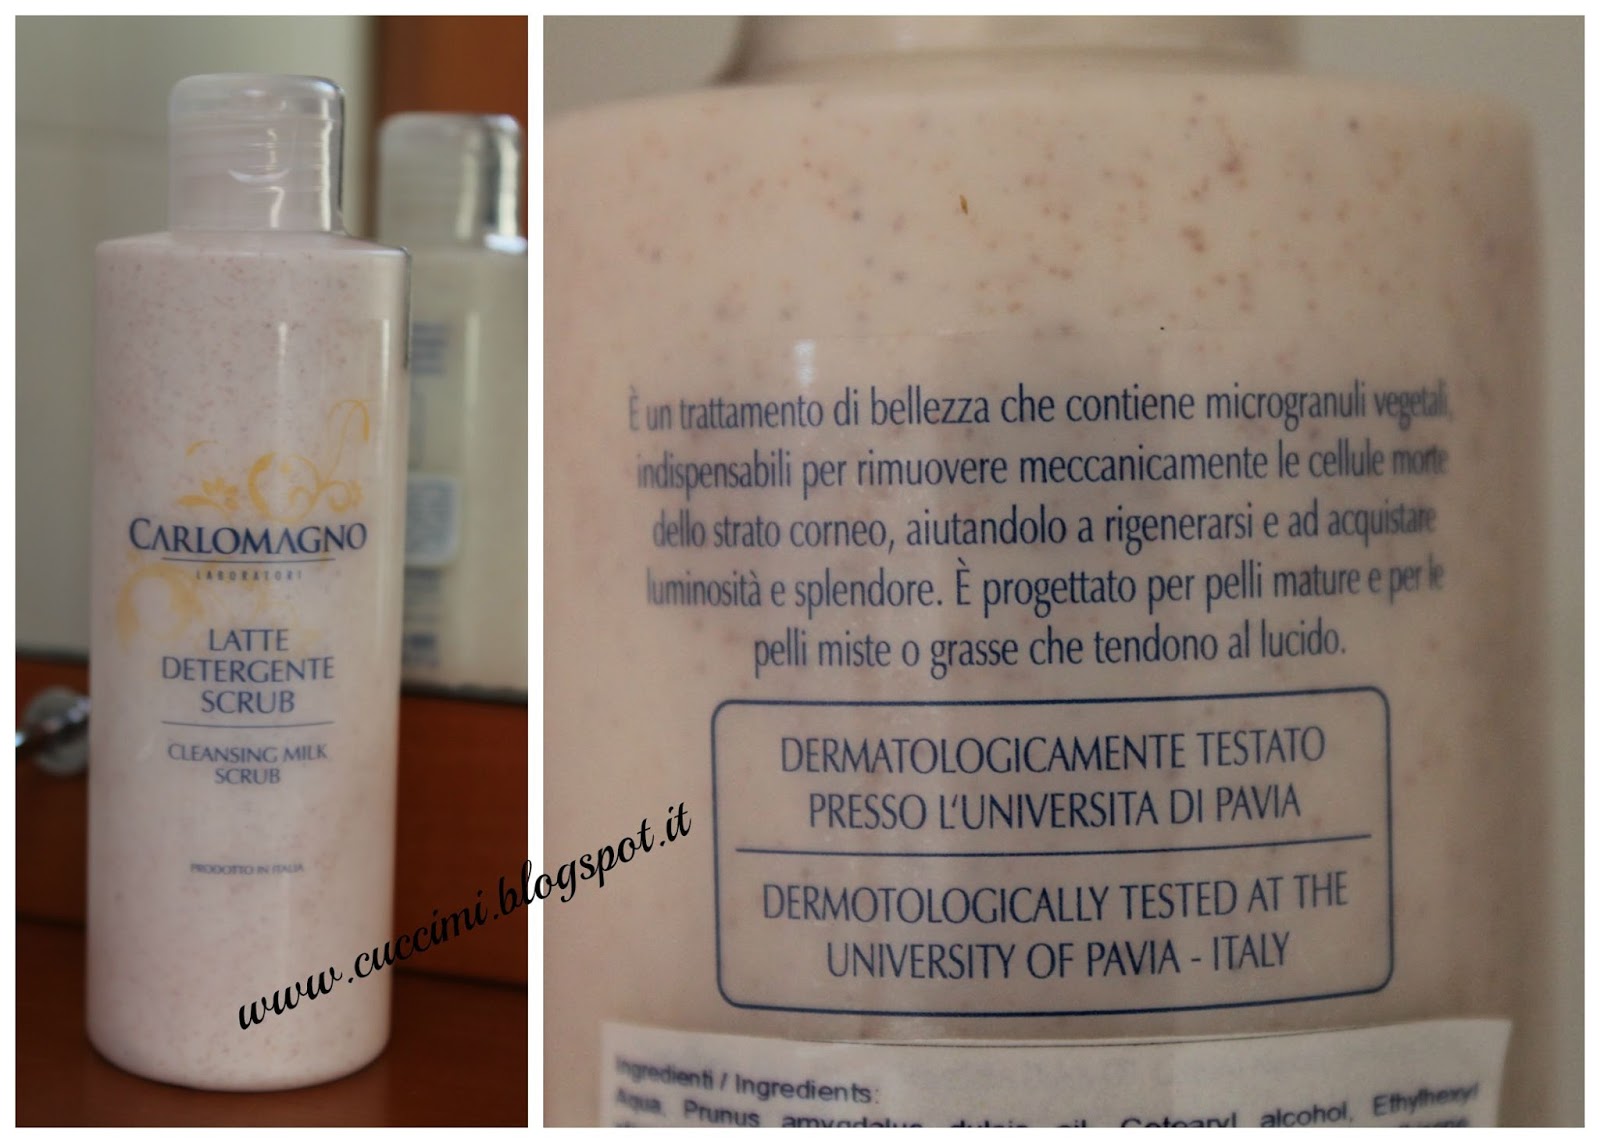 CARLOMAGNO
LABORATORI
LATTE
DETERGENTE
SCRUB
CLEANSING MILK
SCRUB
PRODOTTO IN ITALIA
www.cuccimi.blogspot.it
È un trattamento di bellezza che contiene microgranuli vegetali,
indispensabili per rimuovere meccanicamente le cellule morte
dello strato corneo, aiutandolo a rigenerarsi e ad acquistare
luminosità e splendore. È progettato per pelli mature e per le
pelli miste o grasse che tendono al lucido.
DERMATOLOGICAMENTE TESTATO
PRESSO L'UNIVERSITA DI PAVIA
DERMOTOLOGICALLY TESTED AT THE
UNIVERSITY OF PAVIA - ITALY
Ingredienti / Ingredients:
Aqua, Prunus amygdalus dulcis oil, Cetearyl alcohol, Ethylhexyl